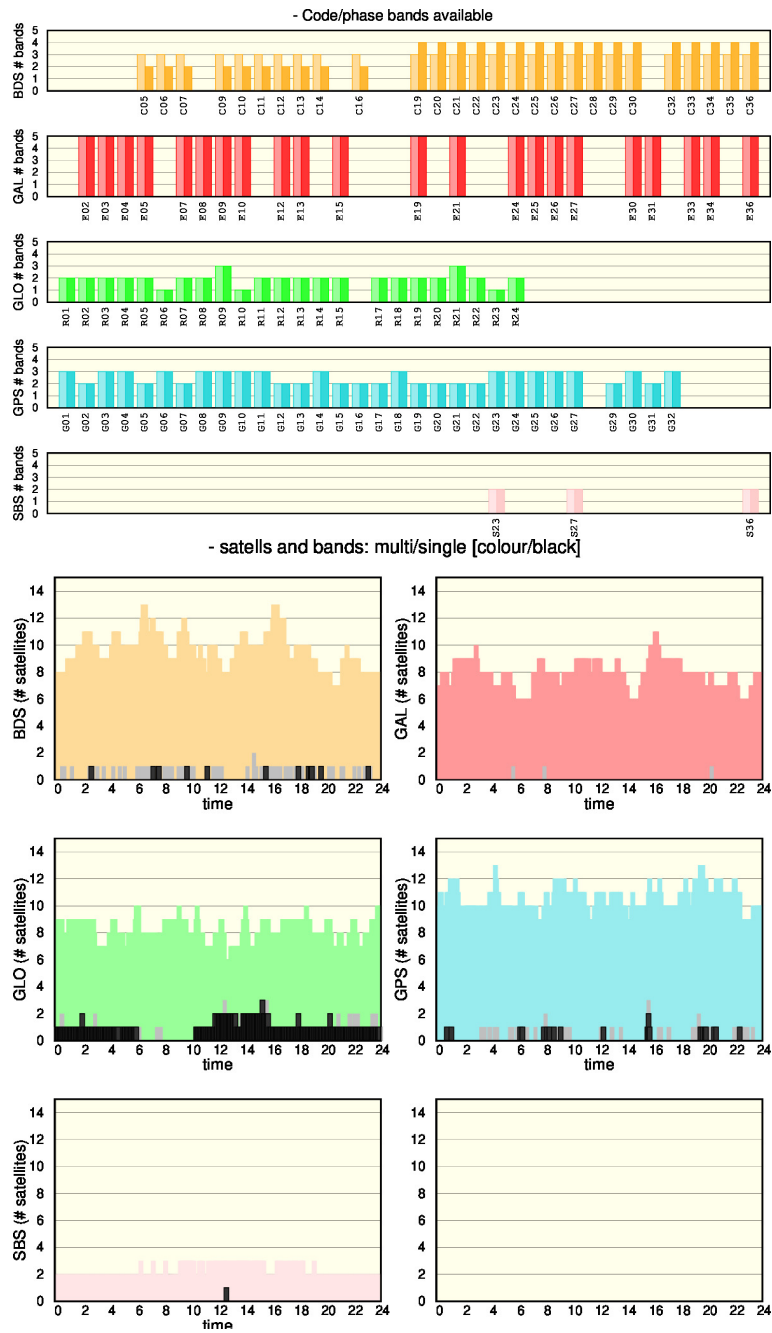 - Code/phase bands available
BDS # bands
5
4
3
2
1
0
C05 C06 C07 C09 C10 C11 C12 C13 C14 C16 C19 C20 C21 C22 C23 C24 C25 C26 C27 C28 C29 C30 C32 C33 C34 C35 C36
GAL # bands
5
4
3
2
1
0
E02 E03 E04 E05 E07 E08 E09 E10 E12 E13 E15 E19 E21 E24 E25 E26 E27 E30 E31 E33 E34 E36
GLO # bands
5
4
3
2
1
0
R01 R02 R03 R04 R05 R06 R07 R08 R09 R10 R11 R12 R13 R14 R15 R17 R18 R19 R20 R21 R22 R23 R24
GPS # bands
5
4
3
2
1
0
G01 G02 G03 G04 G05 G06 G07 G08 G09 G10 G11 G12 G13 G14 G15 G16 G17 G18 G19 G20 G21 G22 G23 G24 G25 G26 G27 G29 G30 G31 G32
SBS # bands
5
4
3
2
1
0
S23 S27 S36
- satells and bands: multi/single [colour/black]
BDS (# satellites)
14
12
10
8
6
4
2
0
0 2 4 6 8 10 12 14 16 18 20 22 24
time
GAL (# satellites)
14
12
10
8
6
4
2
0
0 2 4 6 8 10 12 14 16 18 20 22 24
time
GLO (# satellites)
14
12
10
8
6
4
2
0
0 2 4 6 8 10 12 14 16 18 20 22 24
time
GPS (# satellites)
14
12
10
8
6
4
2
0
0 2 4 6 8 10 12 14 16 18 20 22 24
time
SBS (# satellites)
14
12
10
8
6
4
2
0
0 2 4 6 8 10 12 14 16 18 20 22 24
time
14
12
10
8
6
4
2
0
0 2 4 6 8 10 12 14 16 18 20 22 24